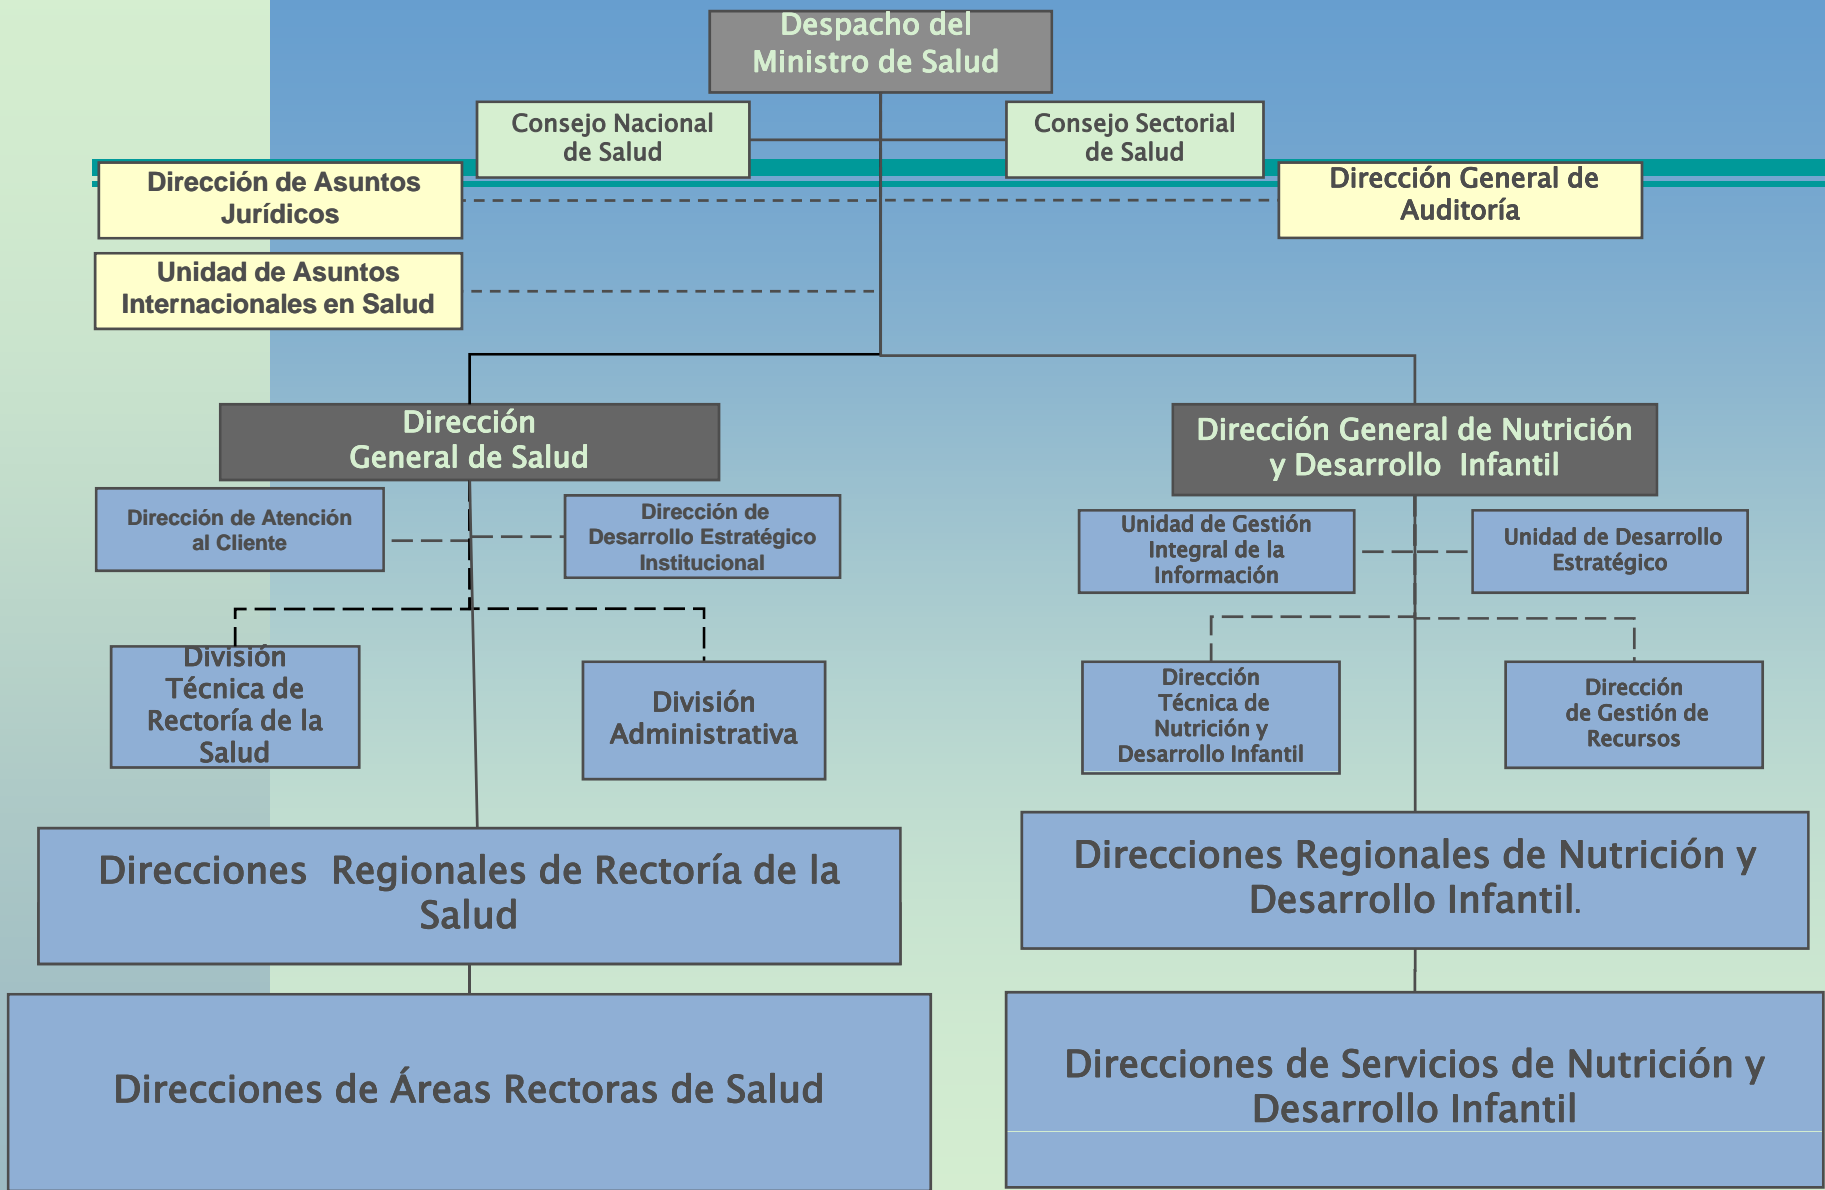 Despacho del
Ministro de Salud
Consejo Nacional
de Salud
Consejo Sectorial
de Salud
Dirección de Asuntos
Jurídicos
Dirección General de
Auditoría
Unidad de Asuntos
Internacionales en Salud
Dirección
General de Salud
Dirección General de Nutrición
y Desarrollo Infantil
Dirección de Atención
al Cliente
Dirección de
Desarrollo Estratégico
Institucional
Unidad de Gestión
Integral de la
Información
Unidad de Desarrollo
Estratégico
División
Técnica de
Rectoría de la
Salud
División
Administrativa
Dirección
Técnica de
Nutrición y
Desarrollo Infantil
Dirección
de Gestión de
Recursos
Direcciones Regionales de Rectoría de la
Salud
Direcciones Regionales de Nutrición y
Desarrollo Infantil.
Direcciones de Áreas Rectoras de Salud
Direcciones de Servicios de Nutrición y
Desarrollo Infantil